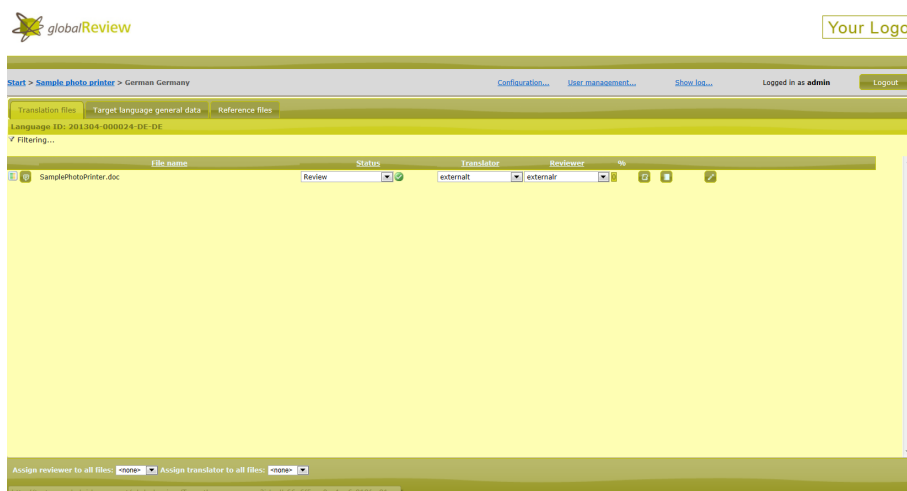 globalReview
Your Logo
Start > Sample photo printer > German Germany Configuration... User management... Show log... Logged in as admin Logout
Translation files Target language general data Reference files
Language ID: 201304-000024-DE-DE
Filtering...
File name Status Translator Reviewer %
SamplePhotoPrinter.doc Review externalt externalr 0
Assign reviewer to all files: <none> Assign translator to all files: <none>